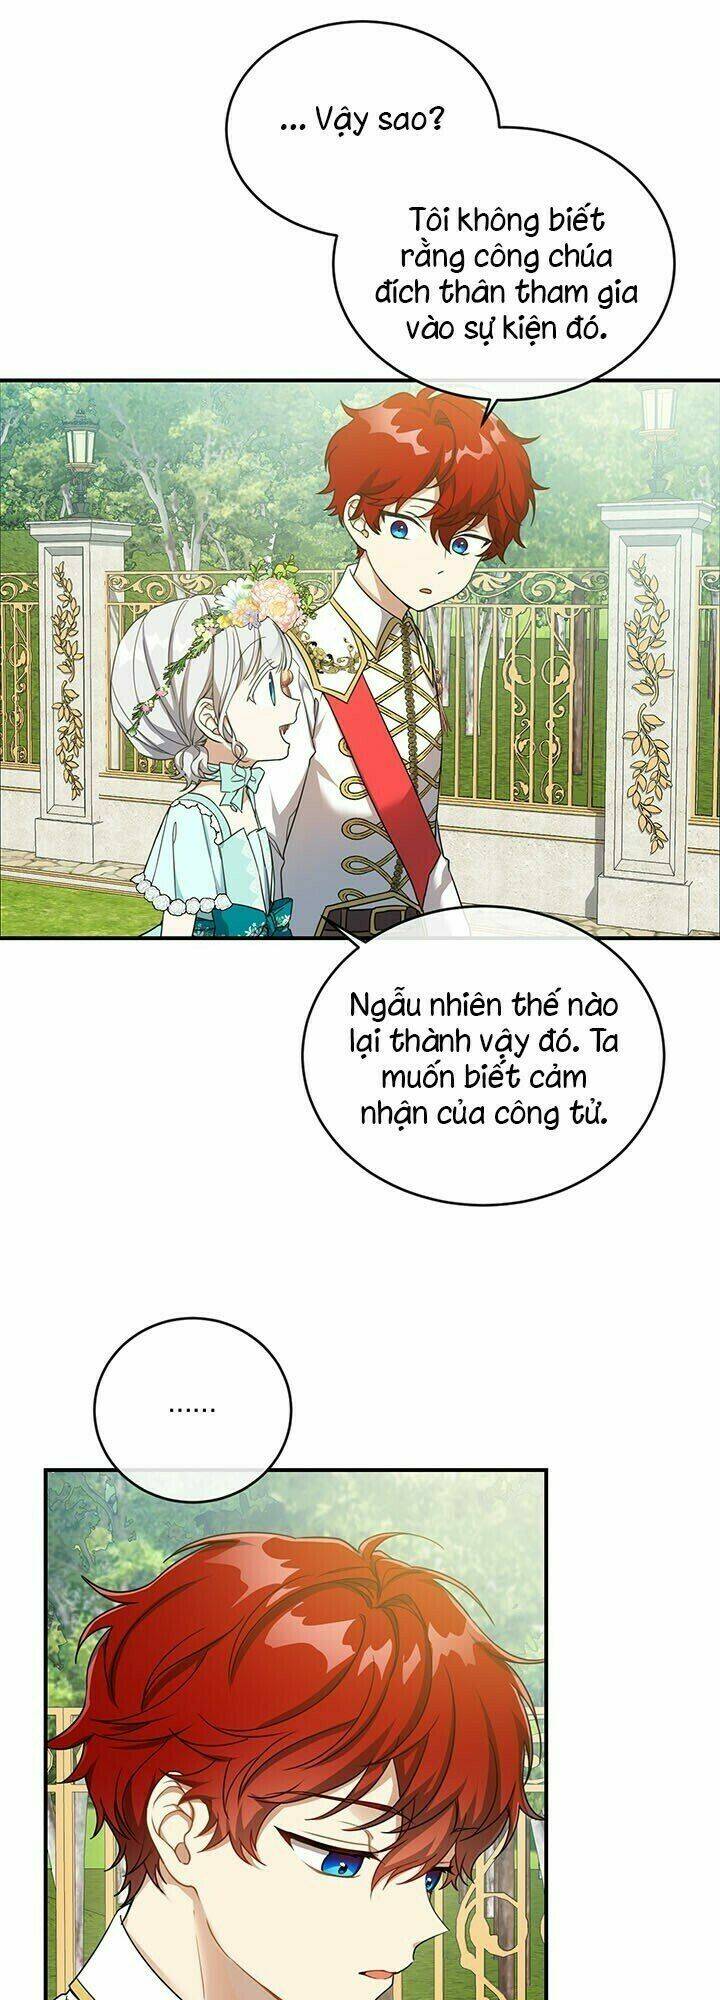 ... Vậy sao?
Tôi không biết
rằng công chúa
đích thân tham gia
vào sự kiện đó.
Ngẫu nhiên thế nào
lại thành vậy đó. Ta
muốn biết cảm
nhận của công tử.
......